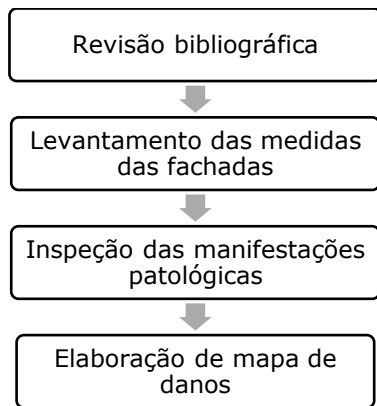 Revisão bibliográfica
Levantamento das medidas
das fachadas
Inspeção das manifestações
patológicas
Elaboração de mapa de
danos